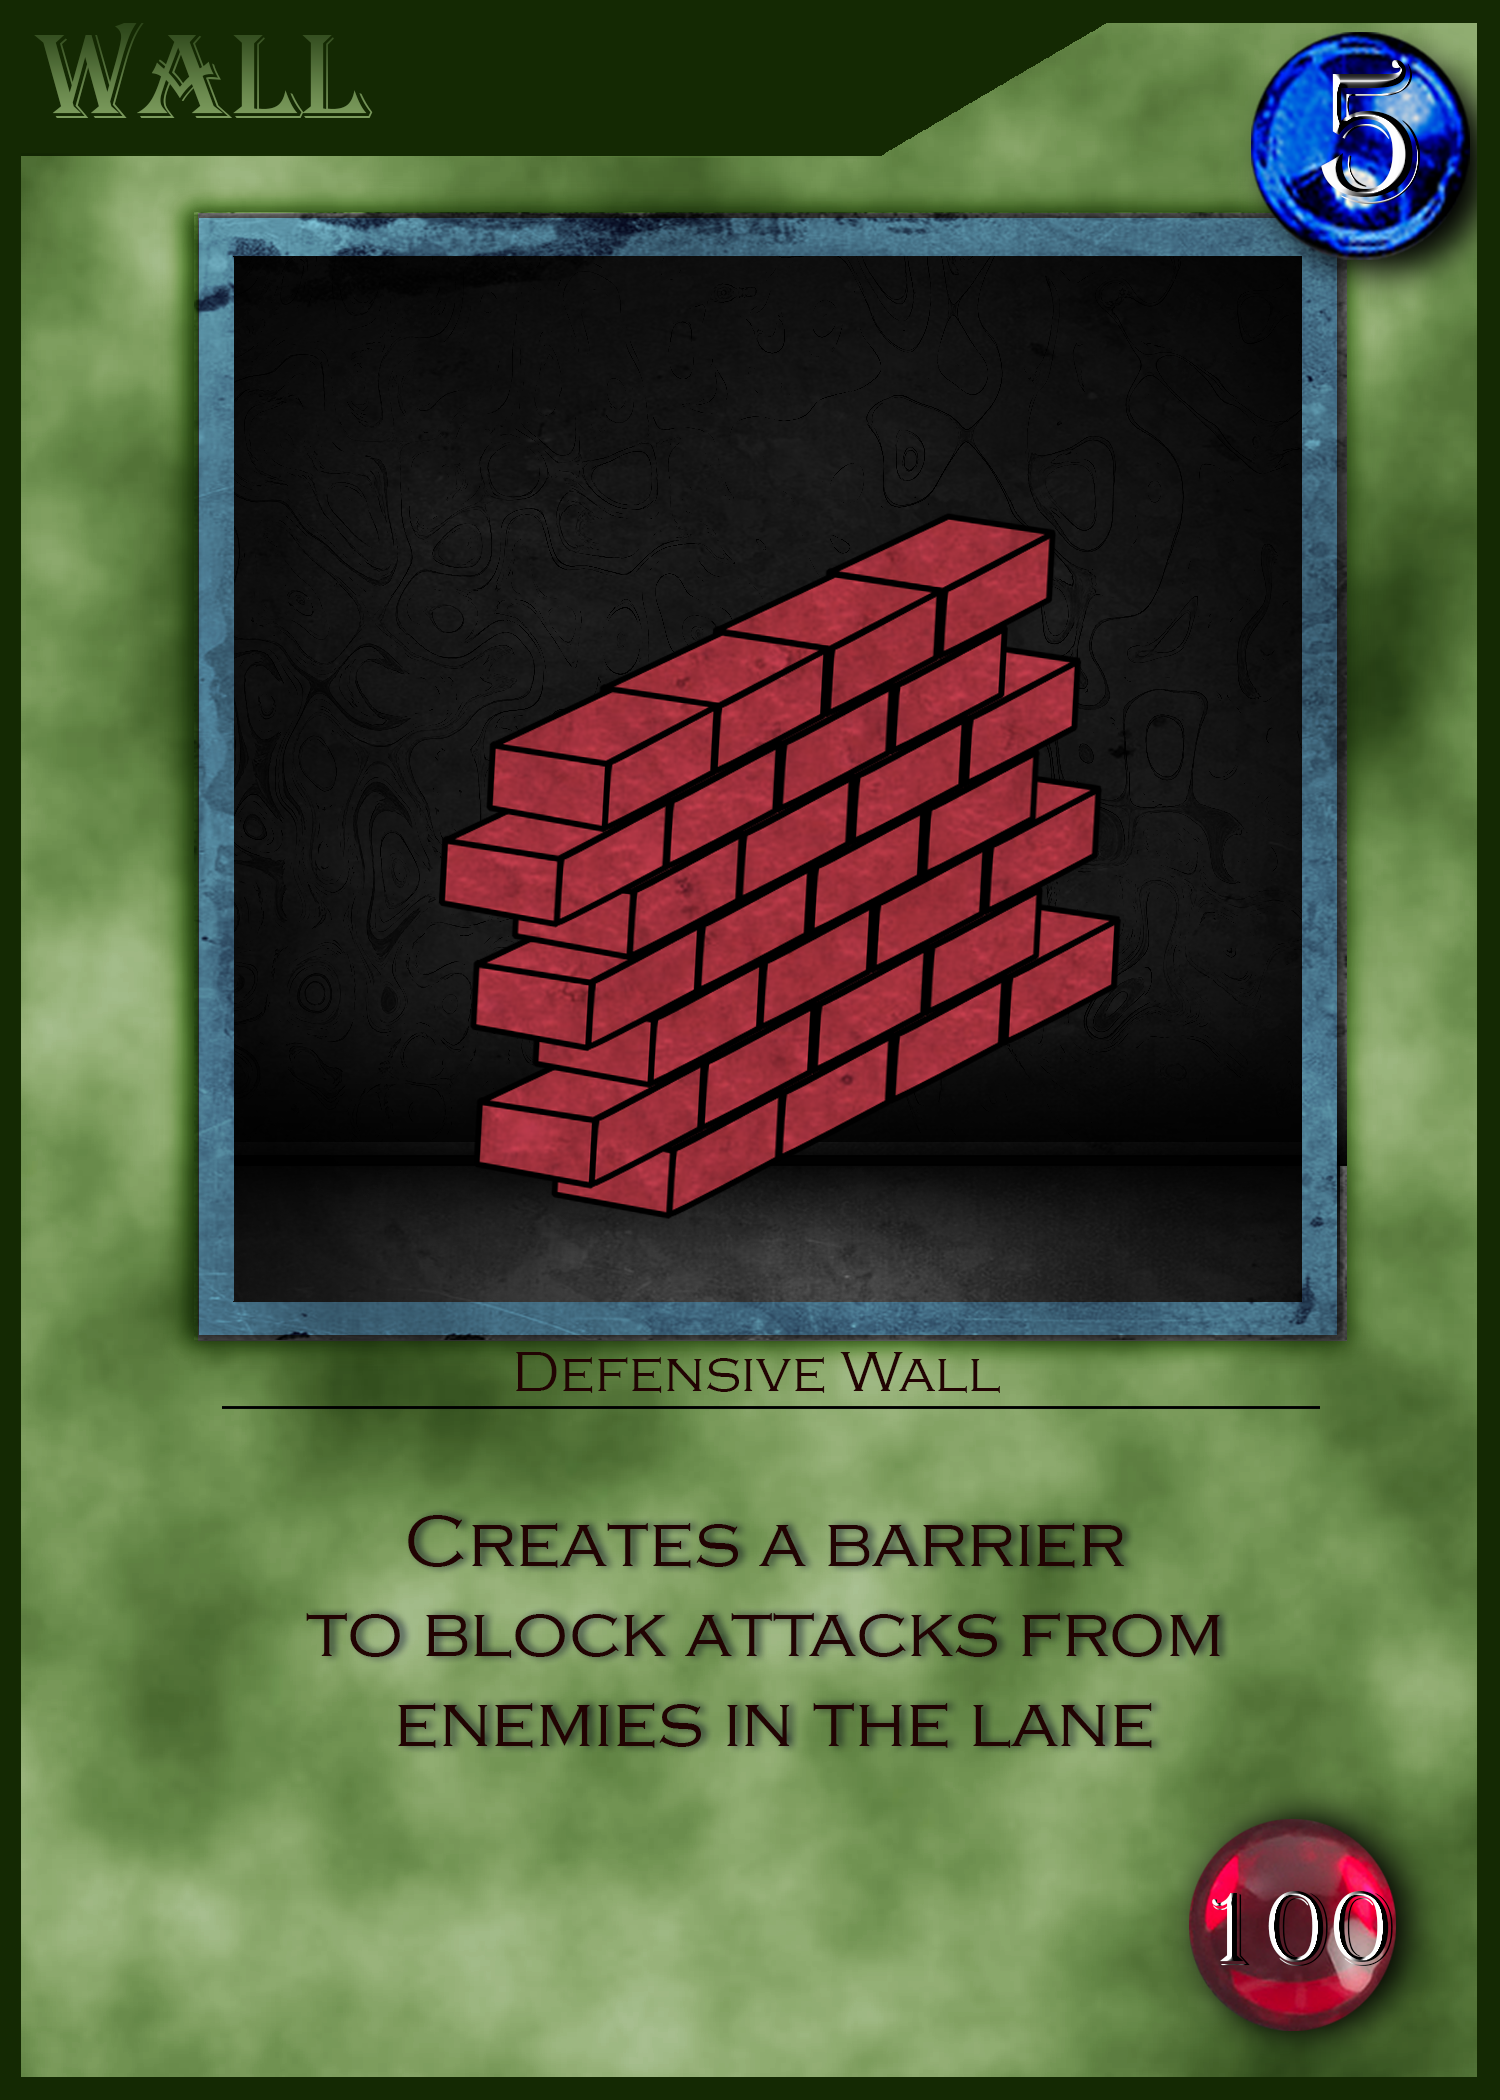 WALL
5
DEFENSIVE WALL
CREATES A BARRIER
TO BLOCK ATTACKS FROM
ENEMIES IN THE LANE
100